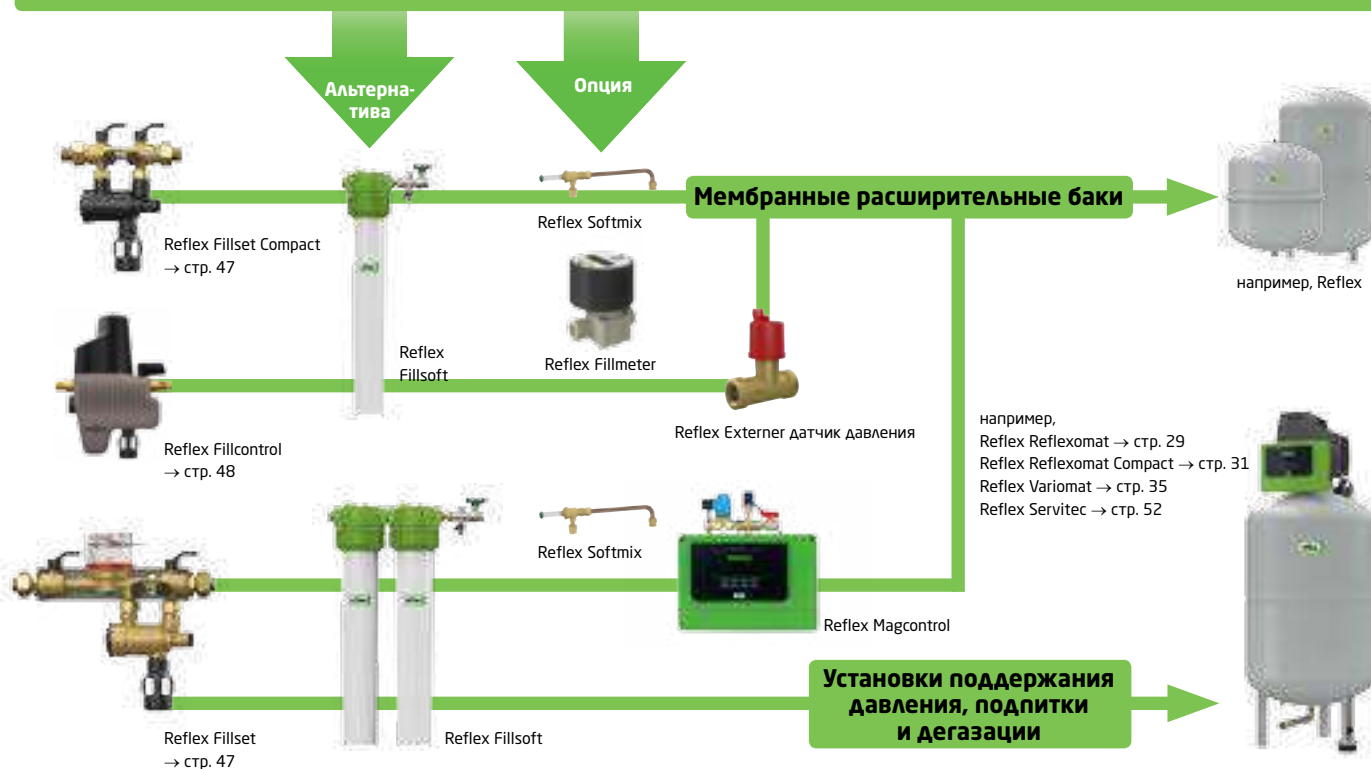 Альтерна-
тива
Опция
Мембранные расширительные баки
Reflex Fillset Compact
→ стр. 47
Reflex Softmix
например, Reflex
Reflex
Fillsoft
Reflex Fillmeter
Reflex Externer датчик давления
Reflex Fillcontrol
→ стр. 48
например,
Reflex Reflexomat → стр. 29
Reflex Reflexomat Compact → стр. 31
Reflex Variomat → стр. 35
Reflex Servitec → стр. 52
Reflex Softmix
Reflex Magcontrol
Установки поддержания
давления, подпитки
и дегазации
Reflex Fillset
→ стр. 47
Reflex Fillsoft